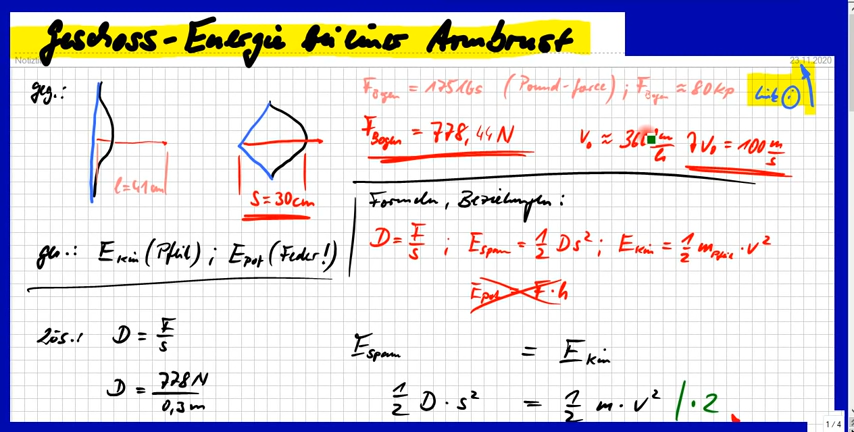 Geschoss-Energie bei einer Armbrust
Notizti
23.11.2020
geg.:
l = 41 cm
s = 30 cm
F_Bogen = 175 lbs (Pound-force) ; F_Bogen ≈ 80 kp
F_Bogen = 778,44 N
v₀ ≈ 360 km/h
v₀ = 100 m/s
Link
ges.: E_kin (Pfeil) ; E_pot (Feder!)
Formeln, Beziehungen:
D = F/s ; E_spann = 1/2 D s² ; E_kin = 1/2 m_Pfeil · v²
E_pot = F · h
Lös.: D = F/s
D = 778 N / 0,3 m
E_spann = E_kin
1/2 D · s² = 1/2 m · v² / · 2
1 / 4